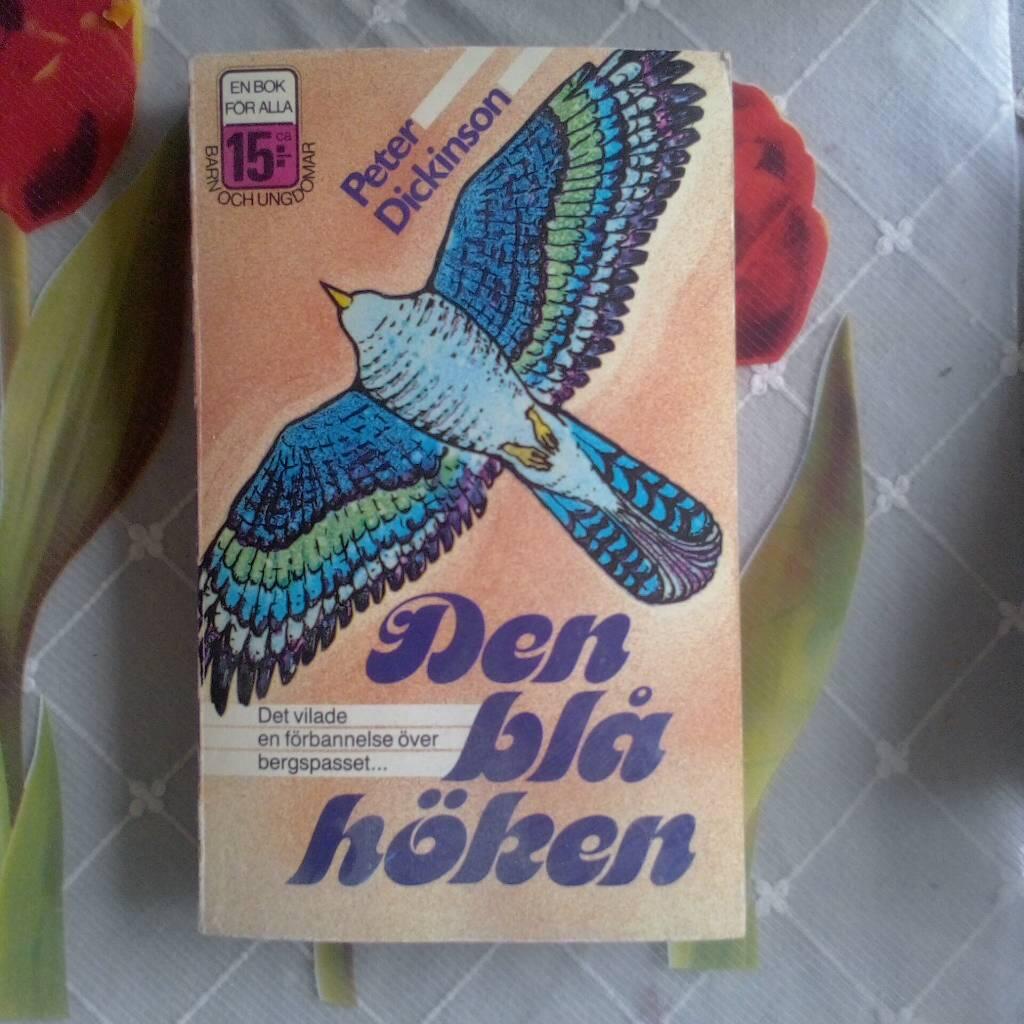 EN BOK
FÖR ALLA
15:-
ca
BARN OCH UNGDOMAR
Peter
Dickinson
Den
blå
höken
Det vilade
en förbannelse över
bergspasset...